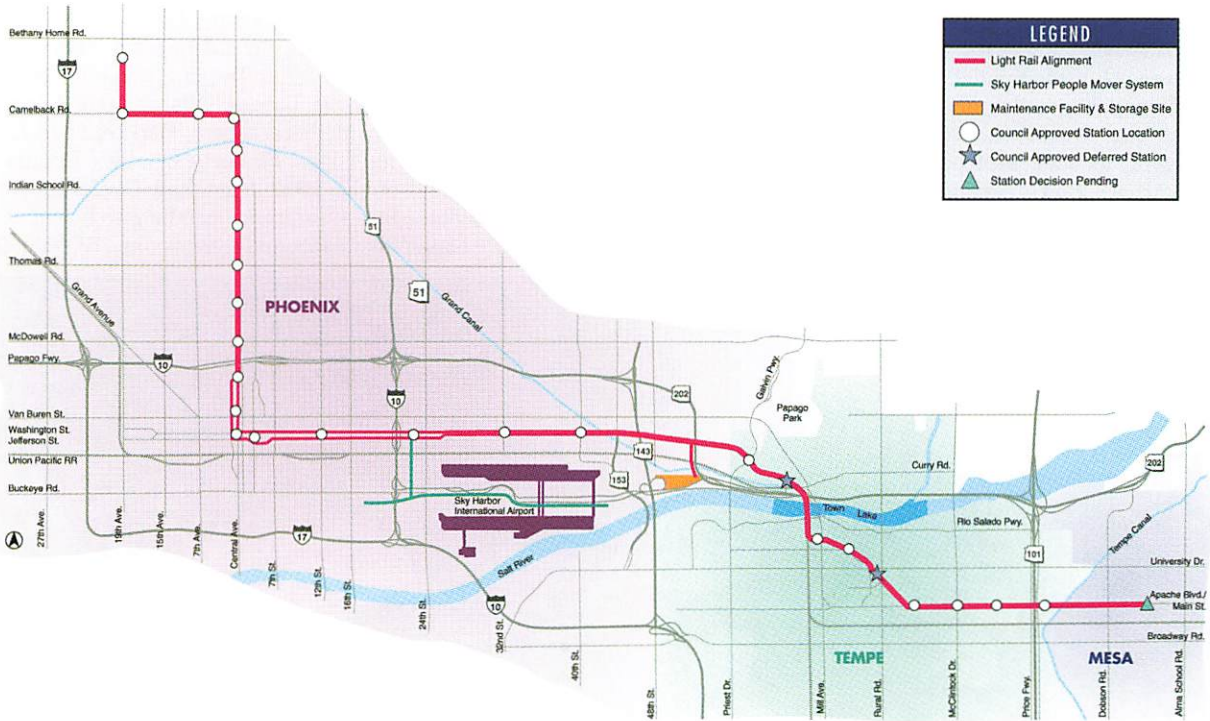 LEGEND
Light Rail Alignment
Sky Harbor People Mover System
Maintenance Facility & Storage Site
Council Approved Station Location
Council Approved Deferred Station
Station Decision Pending
Bethany Home Rd.
17
17
Camelback Rd.
Indian School Rd.
51
Thomas Rd.
Grand Avenue
51
Grand Canal
PHOENIX
McDowell Rd.
Papago Fwy.
10
10
202
Galvin Pwy.
Papago
Park
Van Buren St.
Washington St.
Jefferson St.
Union Pacific RR
143
153
Curry Rd.
202
Buckeye Rd.
Sky Harbor
International Airport
Town Lake
Rio Salado Pwy.
Tempe Canal
27th Ave.
19th Ave.
15th Ave.
7th Ave.
Central Ave.
17
7th St.
12th St.
16th St.
24th St.
32nd St.
40th St.
48th St.
Salt River
10
101
University Dr.
Apache Blvd./
Main St.
Broadway Rd.
TEMPE
MESA
Priest Dr.
Mill Ave.
Rural Rd.
McClintock Dr.
Price Fwy.
Dobson Rd.
Alma School Rd.